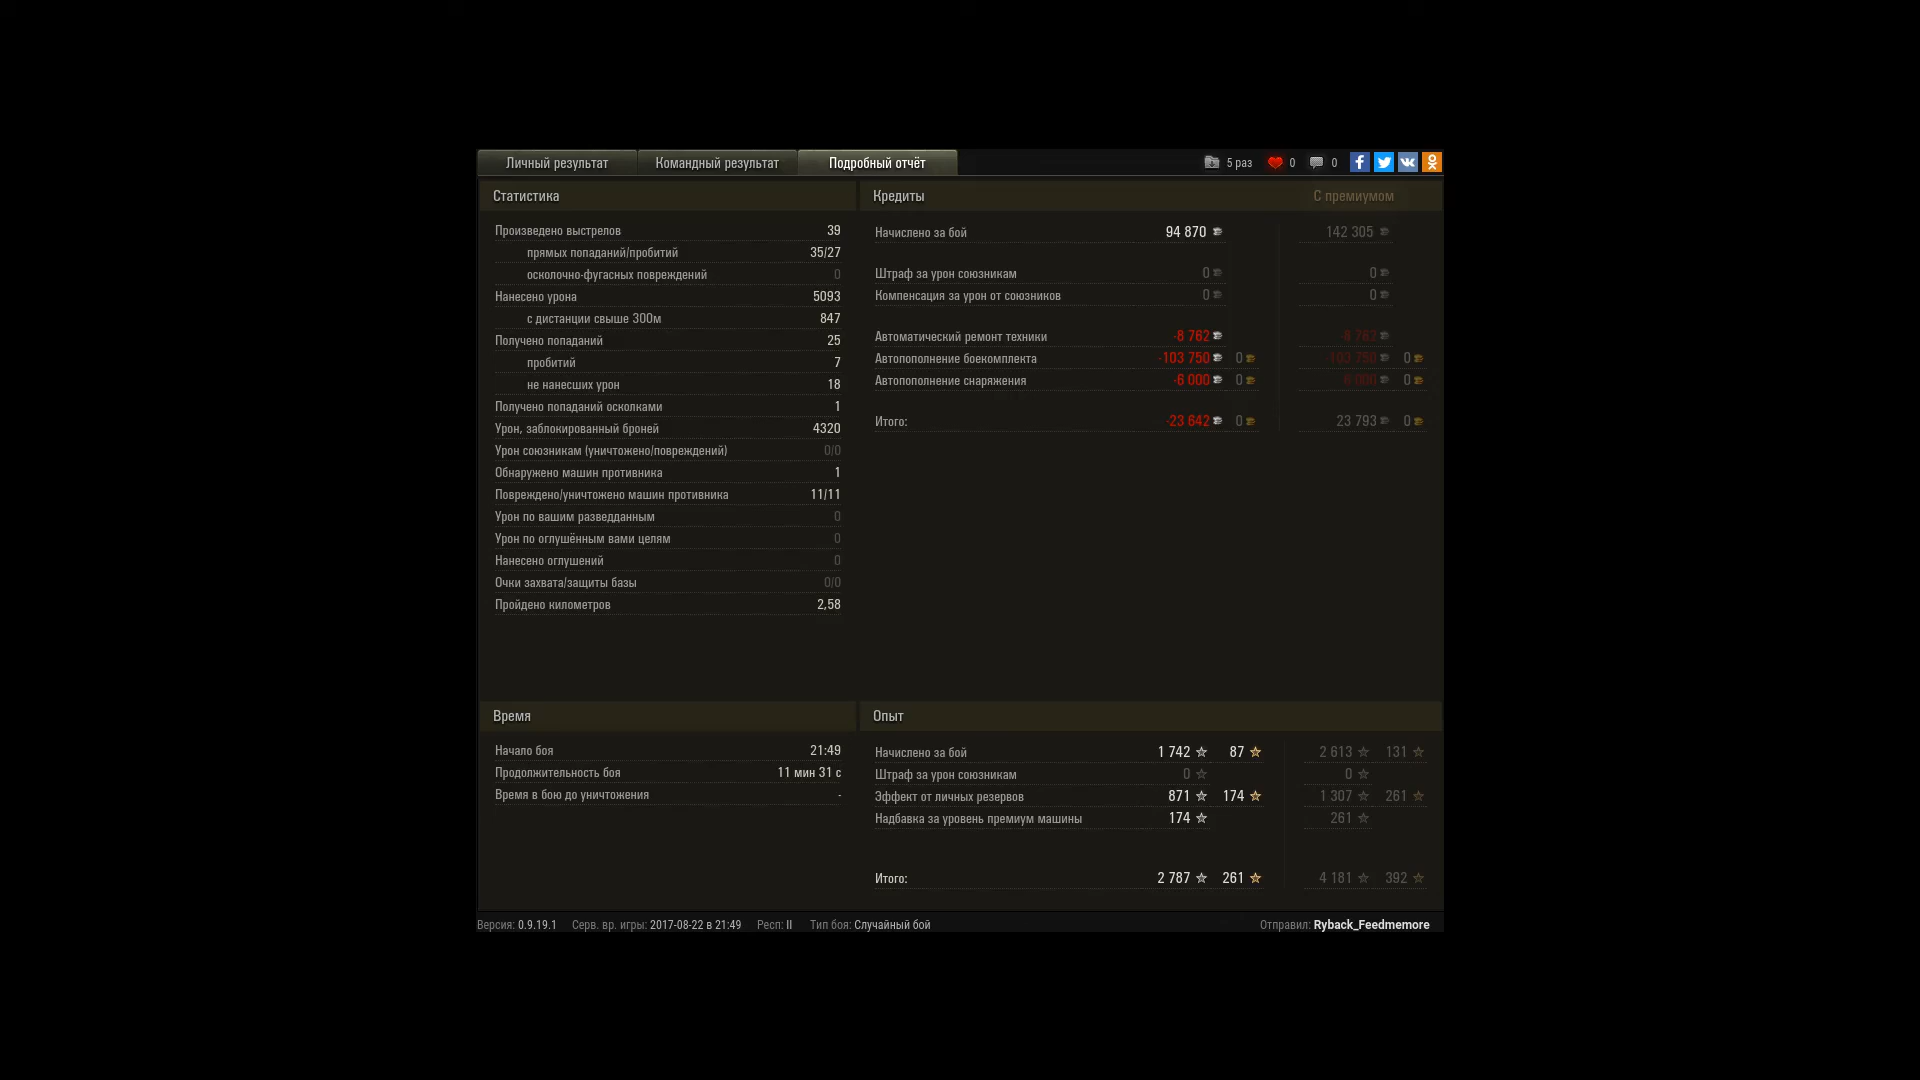 Личный результат Командный результат Подробный отчёт 5 раз 0 0
Статистика
Произведено выстрелов 39
прямых попаданий/пробитий 35/27
осколочно-фугасных повреждений 0
Нанесено урона 5093
с дистанции свыше 300м 847
Получено попаданий 25
пробитий 7
не нанесших урон 18
Получено попаданий осколками 1
Урон, заблокированный броней 4320
Урон союзникам (уничтожено/повреждений) 0/0
Обнаружено машин противника 1
Повреждено/уничтожено машин противника 11/11
Урон по вашим разведданным 0
Урон по оглушённым вами целям 0
Нанесено оглушений 0
Очки захвата/защиты базы 0/0
Пройдено километров 2,58
Кредиты С премиумом
Начислено за бой 94 870 142 305
Штраф за урон союзникам 0 0
Компенсация за урон от союзников 0 0
Автоматический ремонт техники -8 762 -8 762
Автопополнение боекомплекта -103 750 0 -103 750 0
Автопополнение снаряжения -6 000 0 -6 000 0
Итого: -23 642 0 23 793 0
Время
Начало боя 21:49
Продолжительность боя 11 мин 31 с
Время в бою до уничтожения -
Опыт
Начислено за бой 1 742 87 2 613 131
Штраф за урон союзникам 0 0
Эффект от личных резервов 871 174 1 307 261
Надбавка за уровень премиум машины 174 261
Итого: 2 787 261 4 181 392
Версия: 0.9.19.1 Серв. вр. игры: 2017-08-22 в 21:49 Респ: II Тип боя: Случайный бой Отправил: Ryback_Feedmemore